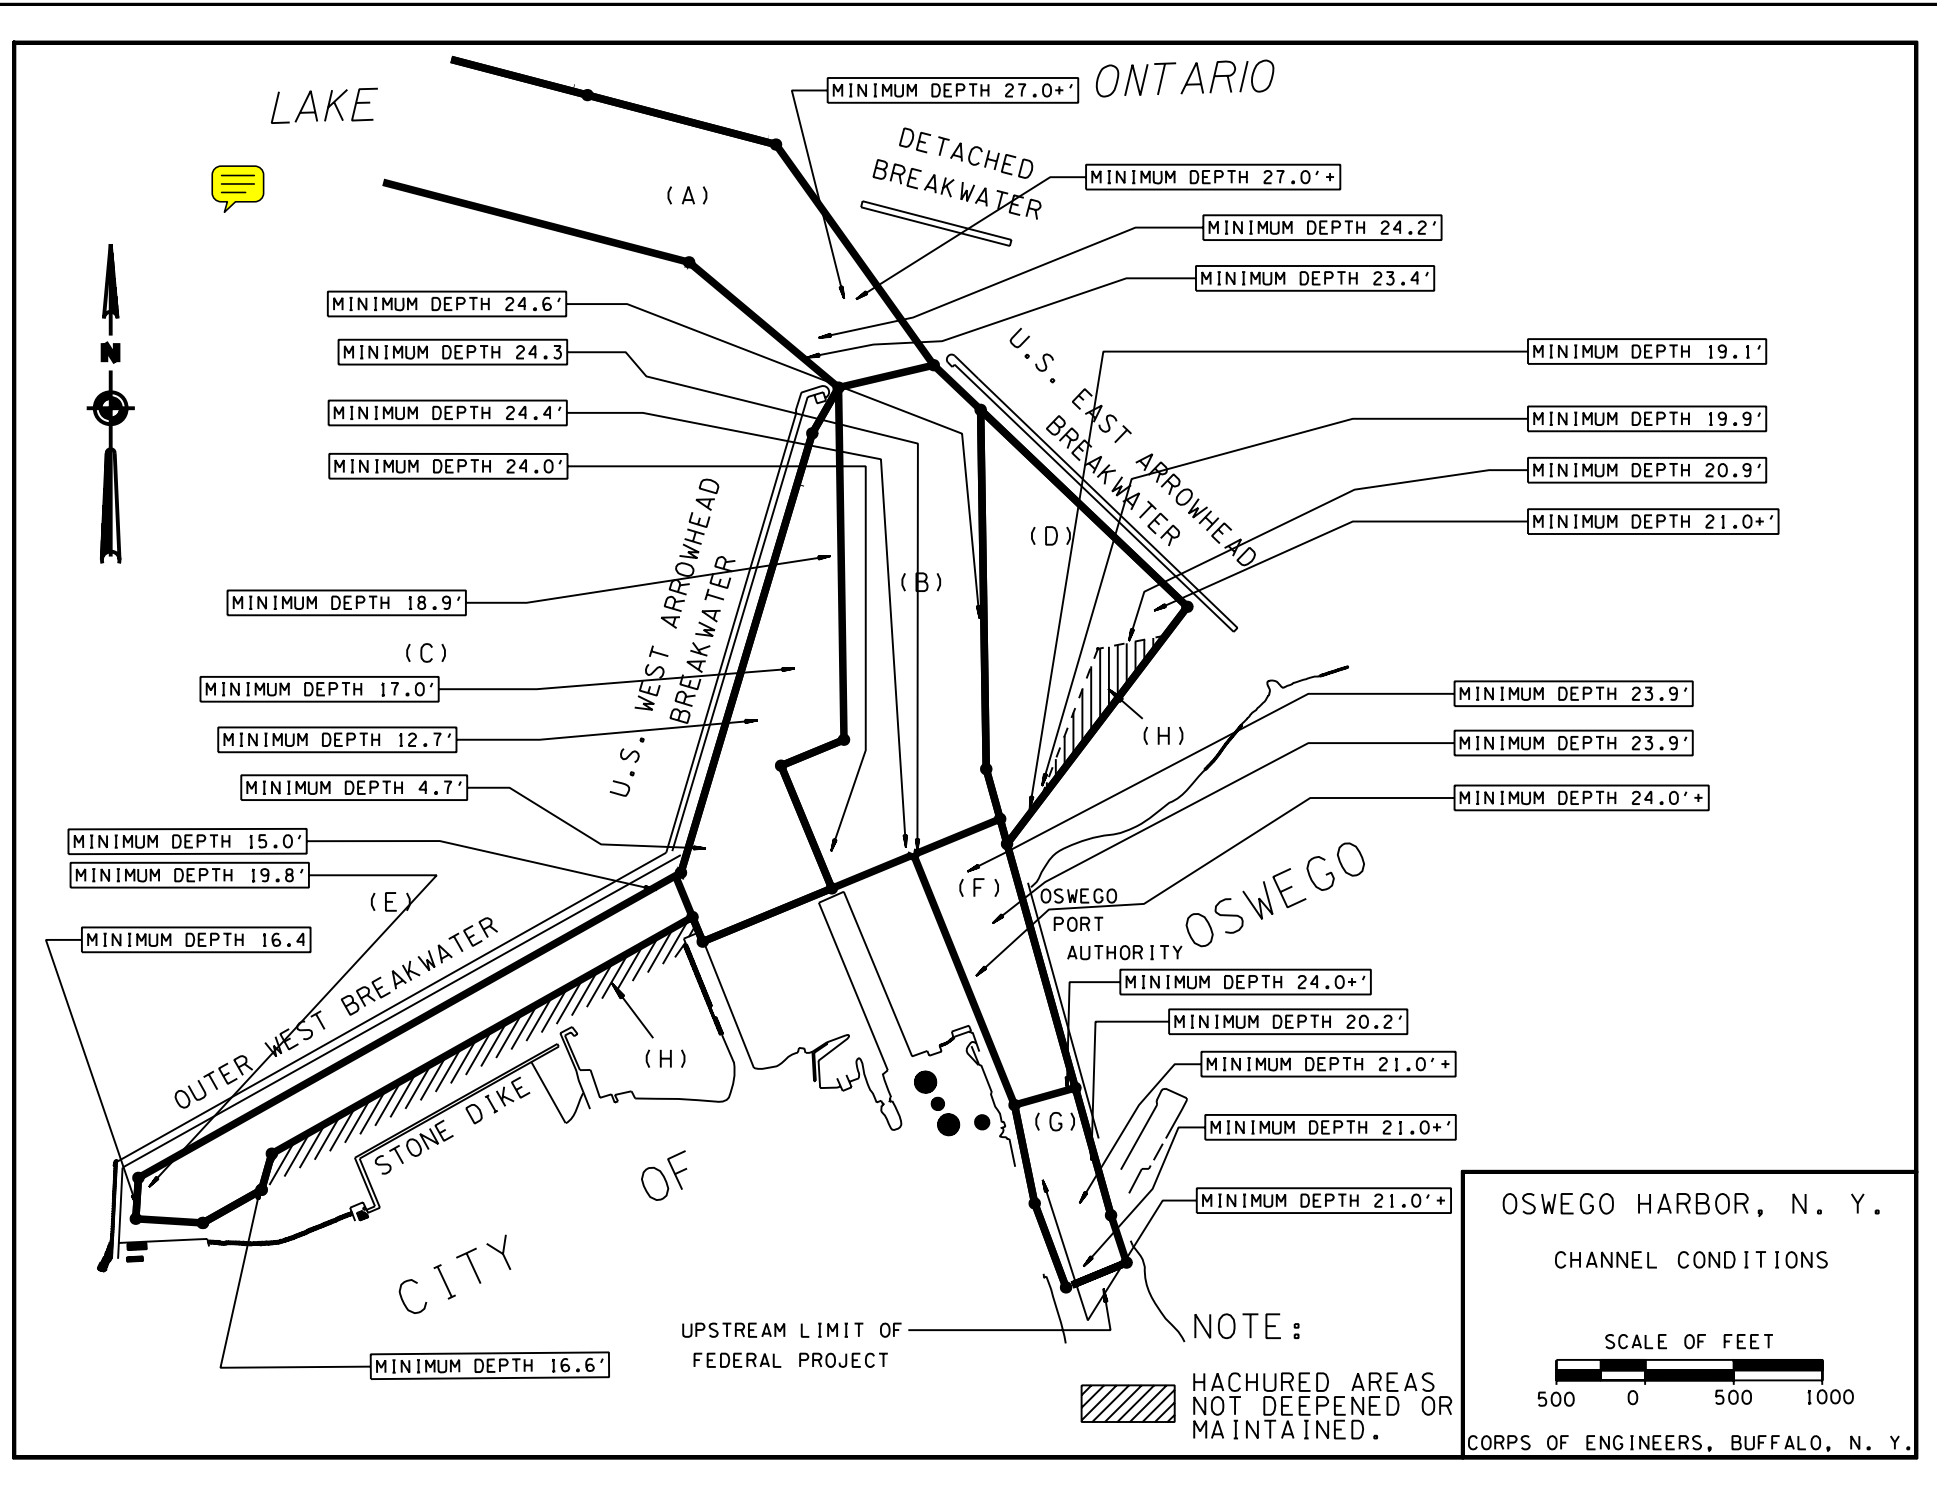 LAKE
ONTARIO
MINIMUM DEPTH 27.0+'
DETACHED
BREAKWATER
MINIMUM DEPTH 27.0'+
(A)
MINIMUM DEPTH 24.2'
MINIMUM DEPTH 23.4'
MINIMUM DEPTH 24.6'
MINIMUM DEPTH 24.3
MINIMUM DEPTH 24.4'
MINIMUM DEPTH 24.0'
N
U.S. EAST ARROWHEAD
BREAKWATER
MINIMUM DEPTH 19.1'
MINIMUM DEPTH 19.9'
MINIMUM DEPTH 20.9'
MINIMUM DEPTH 21.0+'
(D)
(B)
U.S. WEST ARROWHEAD
BREAKWATER
MINIMUM DEPTH 18.9'
(C)
MINIMUM DEPTH 17.0'
MINIMUM DEPTH 12.7'
MINIMUM DEPTH 4.7'
MINIMUM DEPTH 15.0'
MINIMUM DEPTH 19.8'
(E)
MINIMUM DEPTH 16.4
(H)
MINIMUM DEPTH 23.9'
MINIMUM DEPTH 23.9'
MINIMUM DEPTH 24.0'+
(F)
OSWEGO
PORT
AUTHORITY
OSWEGO
MINIMUM DEPTH 24.0+'
MINIMUM DEPTH 20.2'
MINIMUM DEPTH 21.0'+
MINIMUM DEPTH 21.0+'
MINIMUM DEPTH 21.0'+
(G)
OUTER WEST BREAKWATER
(H)
STONE DIKE
OF
CITY
MINIMUM DEPTH 16.6'
UPSTREAM LIMIT OF
FEDERAL PROJECT
NOTE:
HACHURED AREAS
NOT DEEPENED OR
MAINTAINED.
OSWEGO HARBOR, N. Y.
CHANNEL CONDITIONS
SCALE OF FEET
500 0 500 1000
CORPS OF ENGINEERS, BUFFALO, N. Y.